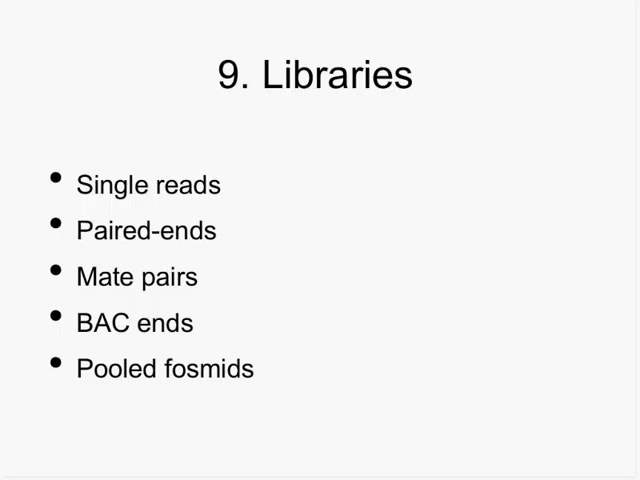 9. Libraries
• Single reads
• Paired-ends
• Mate pairs
• BAC ends
• Pooled fosmids